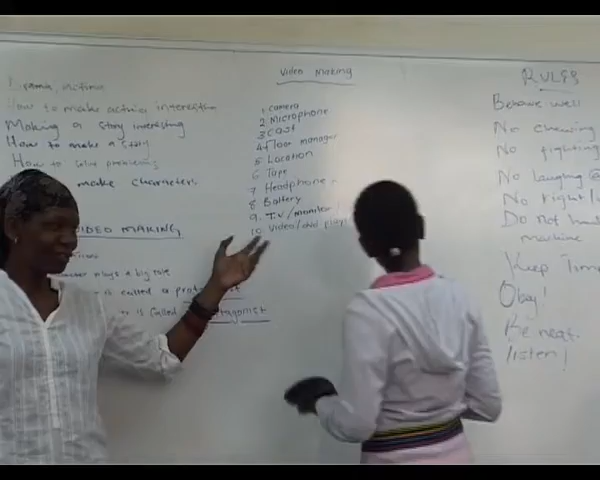 Drama, 
How to make actria interesting
Making a story interesting
How to make a story
How to solve problems
make characters.
VIDEO MAKING
plays a big role
is called a
is called
Video Making
1 Camera
2 Microphone
3 Cast
4 Floor manager
5 Location
6 Tape
7 Headphone
8 Battery
9. T.V/monitor
10 Video/dvd play
RULES
Behave well
No chewing
No fighting
No laughing @
No right/
Do not
machine
Keep Time
Okay!
Be neat.
listen!